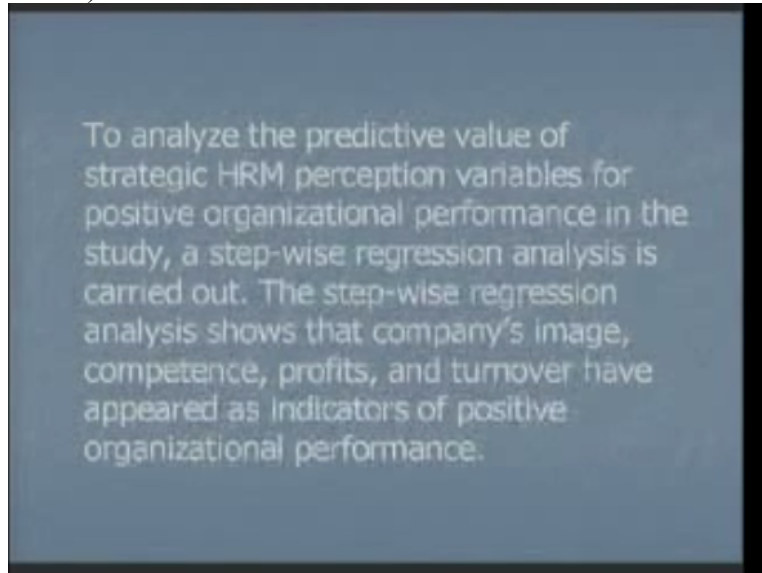 To analyze the predictive value of
strategic HRM perception variables for
positive organizational performance in the
study, a step-wise regression analysis is
carried out. The step-wise regression
analysis shows that company's image,
competence, profits, and turnover have
appeared as indicators of positive
organizational performance.